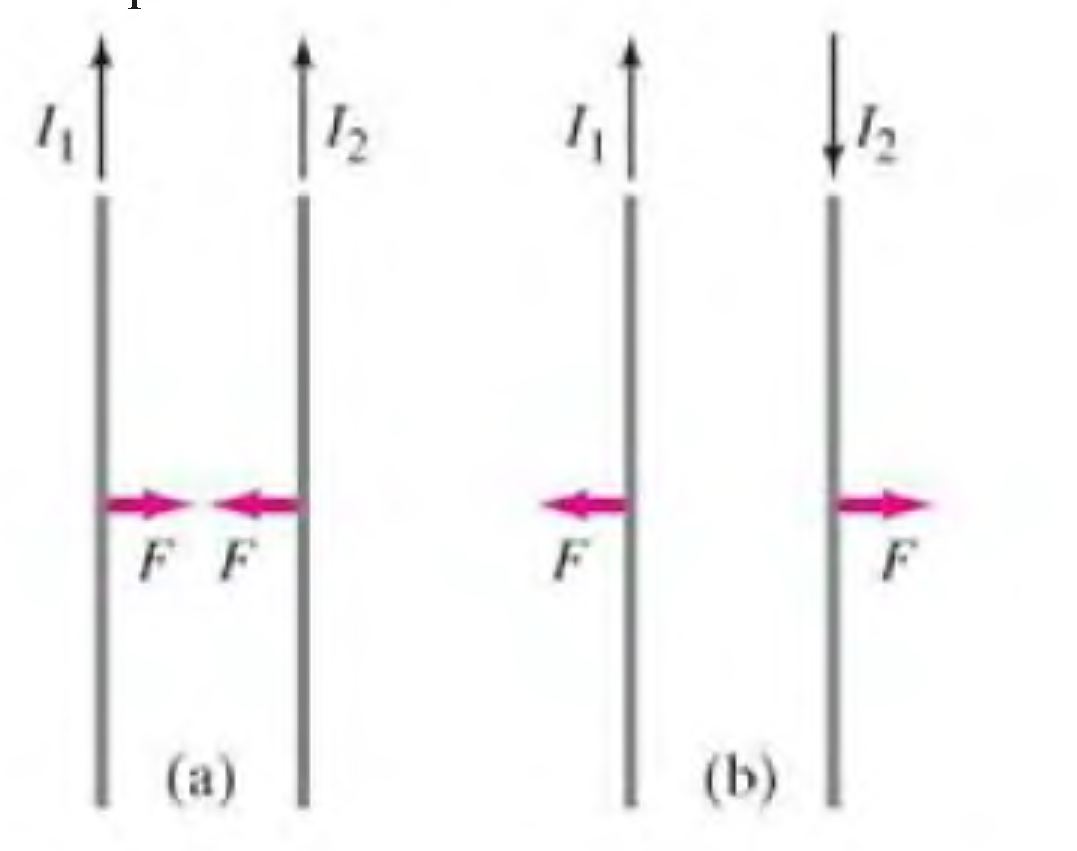 I₁ I₂ I₁ I₂
F F F F
(a) (b)